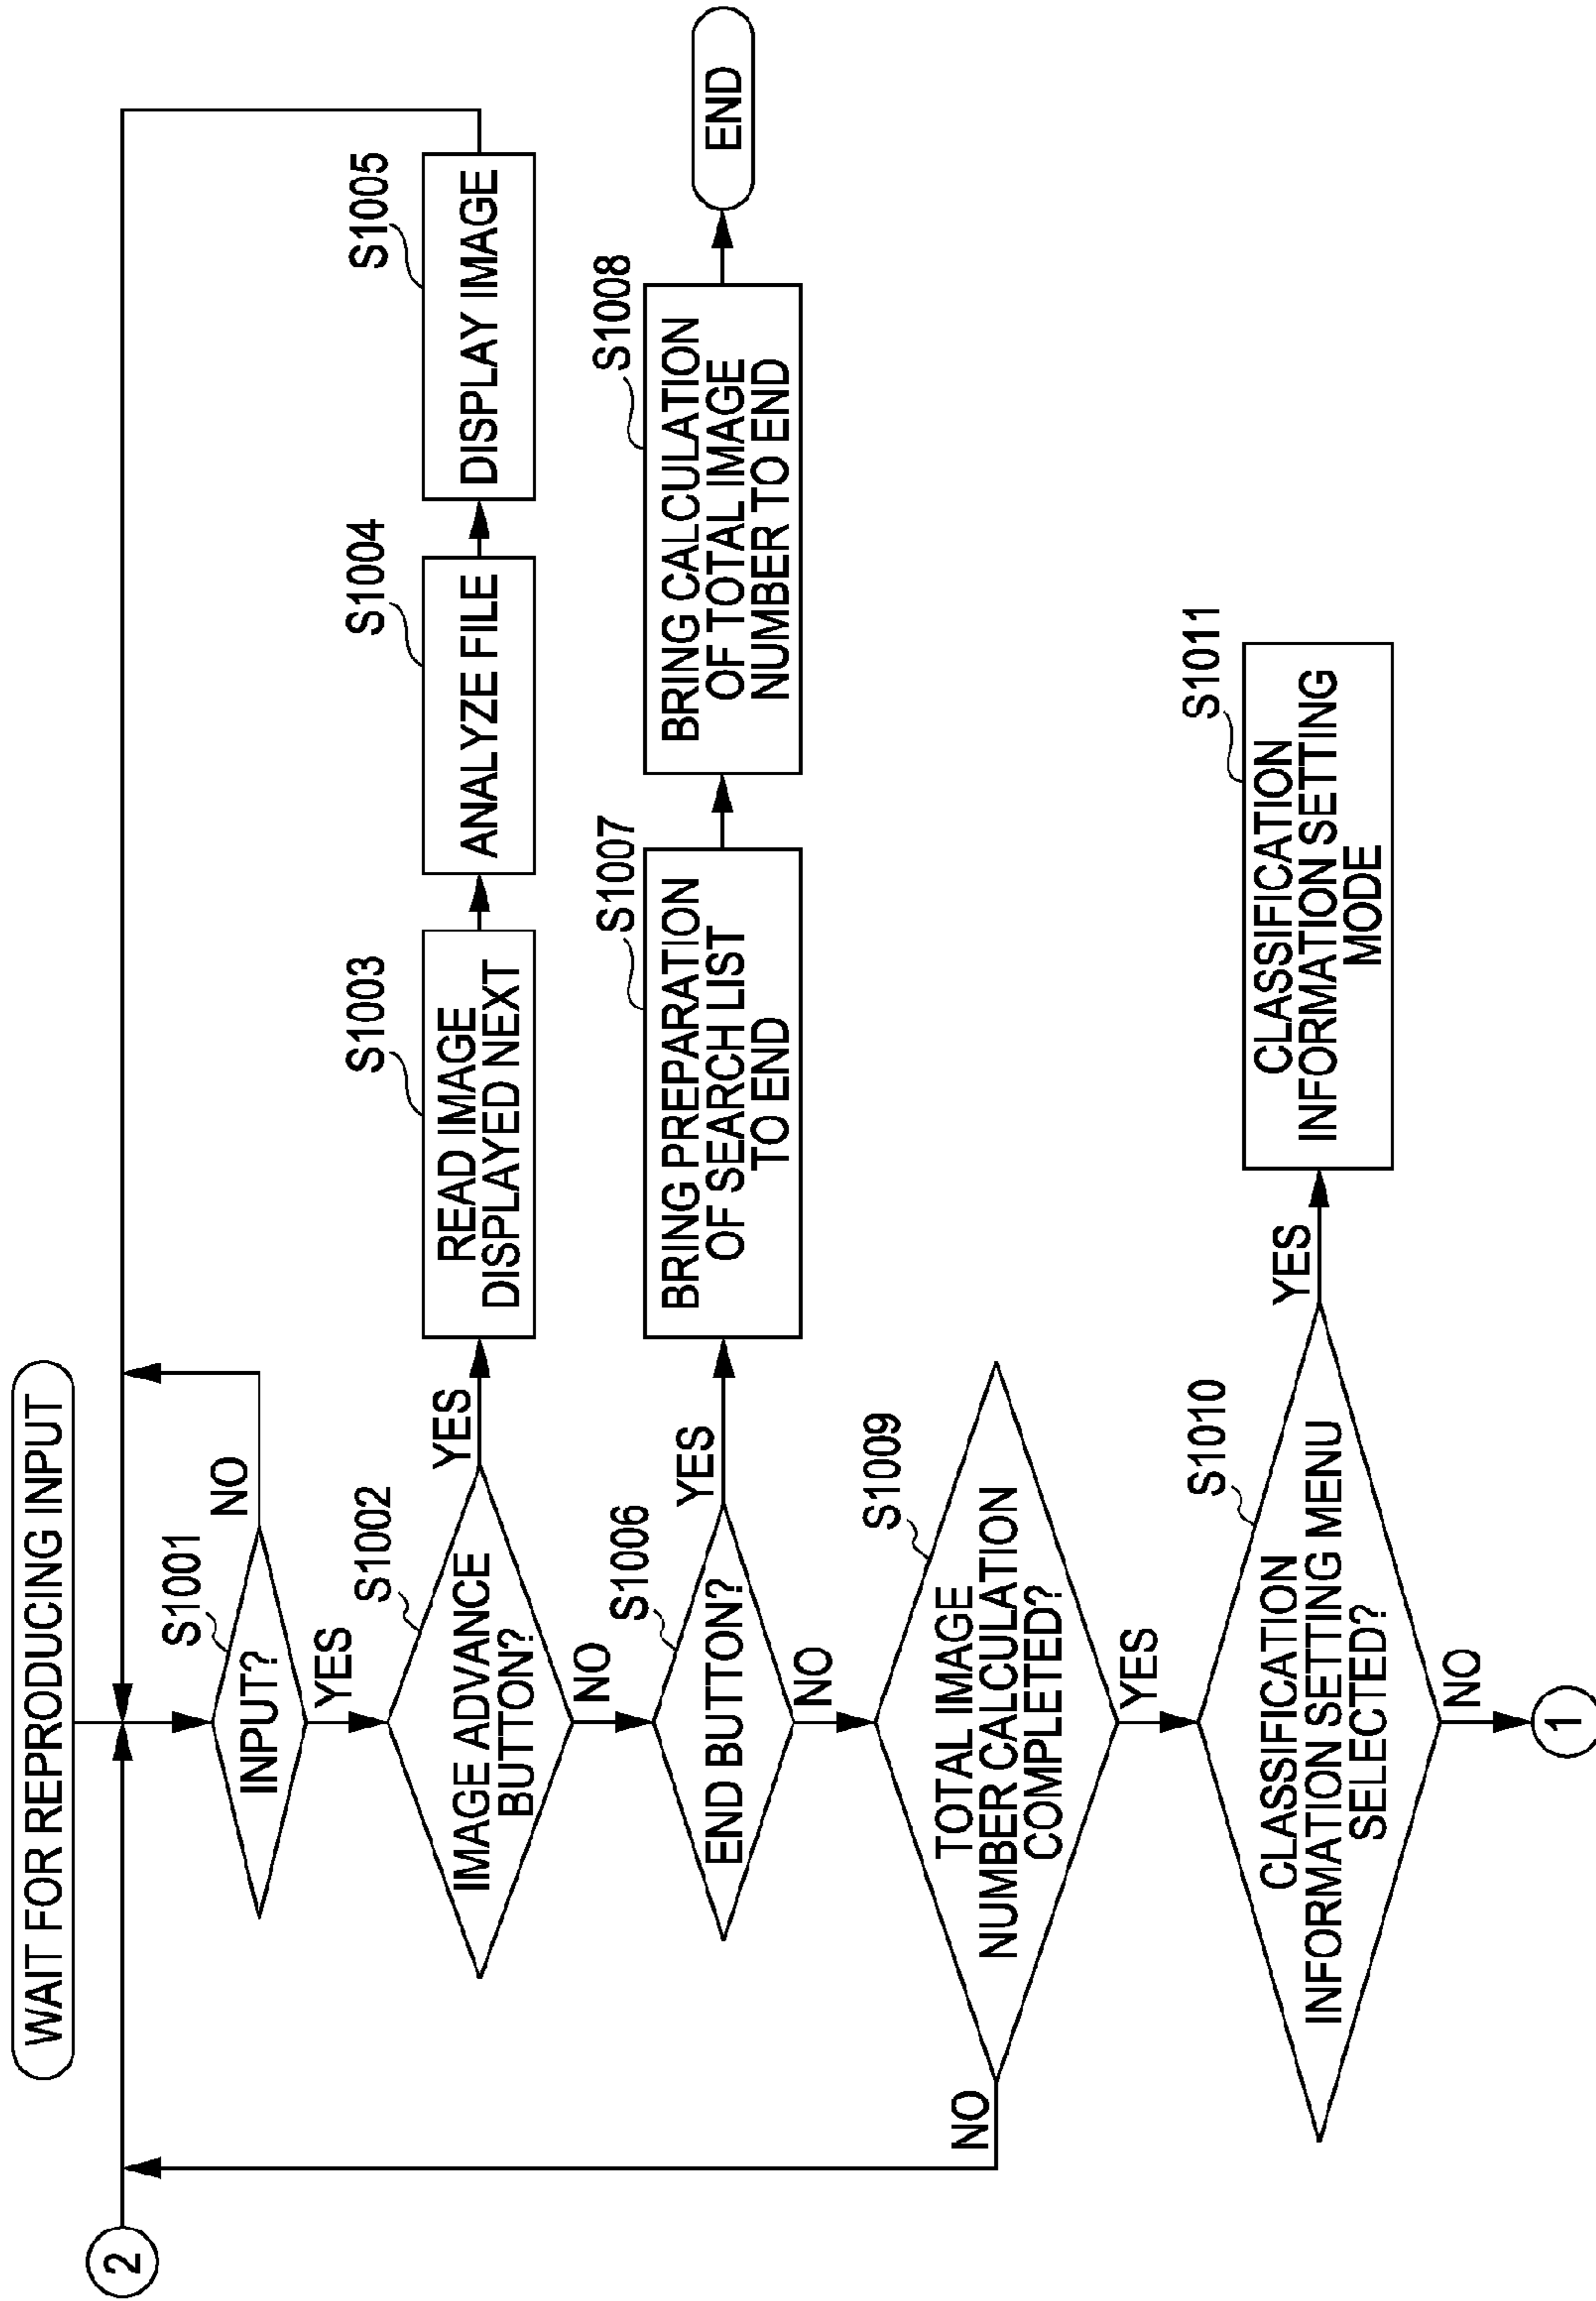 WAIT FOR REPRODUCING INPUT
2
S1001
INPUT?
NO
YES
S1002
IMAGE ADVANCE
BUTTON?
YES
NO
S1003
READ IMAGE
DISPLAYED NEXT
S1004
ANALYZE FILE
S1005
DISPLAY IMAGE
S1006
END BUTTON?
YES
NO
S1007
BRING PREPARATION
OF SEARCH LIST
TO END
S1008
BRING CALCULATION
OF TOTAL IMAGE
NUMBER TO END
END
S1009
TOTAL IMAGE
NUMBER CALCULATION
COMPLETED?
NO
YES
S1010
CLASSIFICATION
INFORMATION SETTING MENU
SELECTED?
YES
NO
S1011
CLASSIFICATION
INFORMATION SETTING
MODE
1